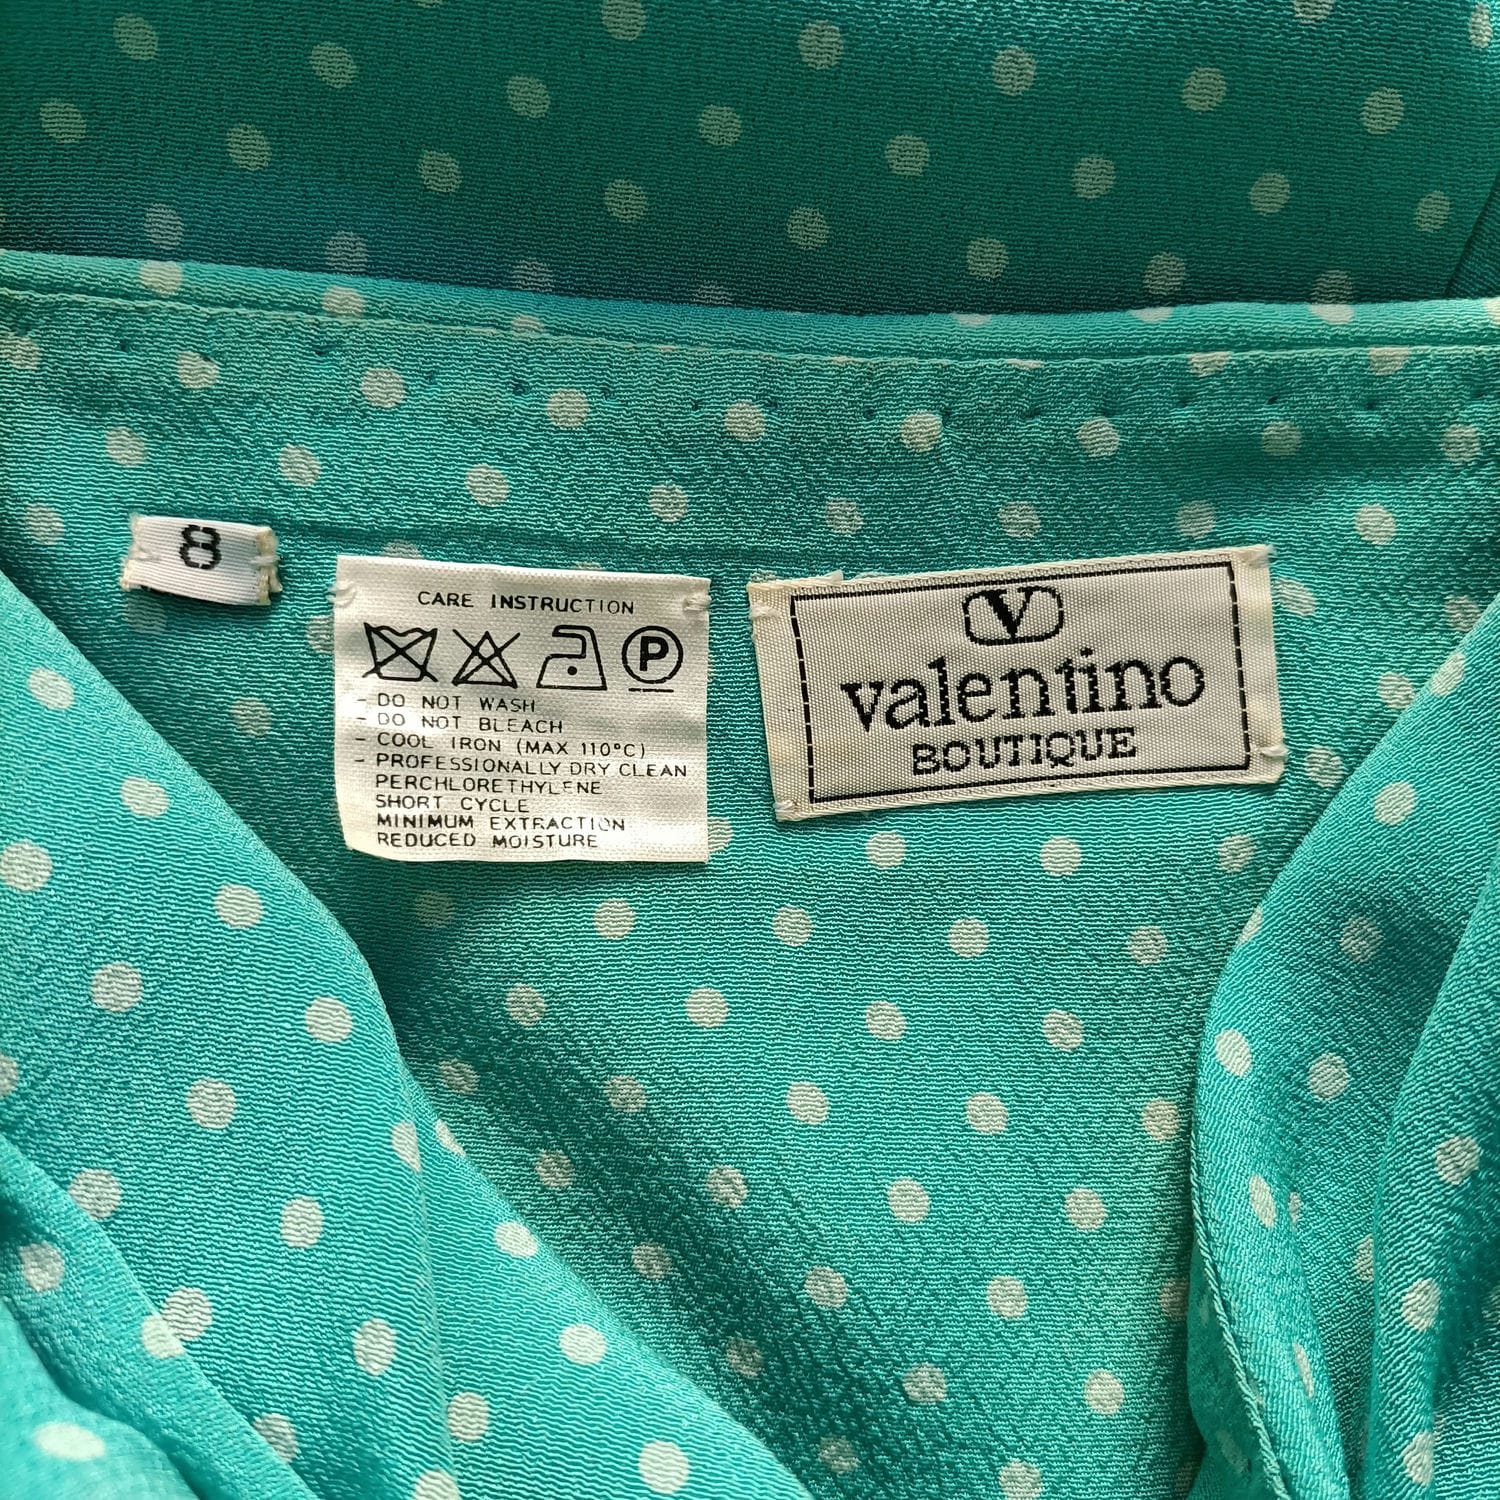 8
CARE INSTRUCTION
P
- DO NOT WASH
- DO NOT BLEACH
- COOL IRON (MAX 110°C)
- PROFESSIONALLY DRY CLEAN
PERCHLORETHYLENE
SHORT CYCLE
MINIMUM EXTRACTION
REDUCED MOISTURE
V
valentino
BOUTIQUE